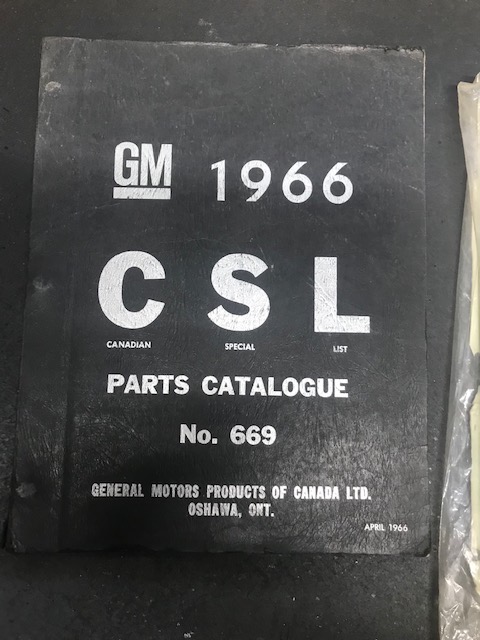 GM 1966
C S L
CANADIAN SPECIAL LIST
PARTS CATALOGUE
No. 669
GENERAL MOTORS PRODUCTS OF CANADA LTD.
OSHAWA, ONT.
APRIL 1966